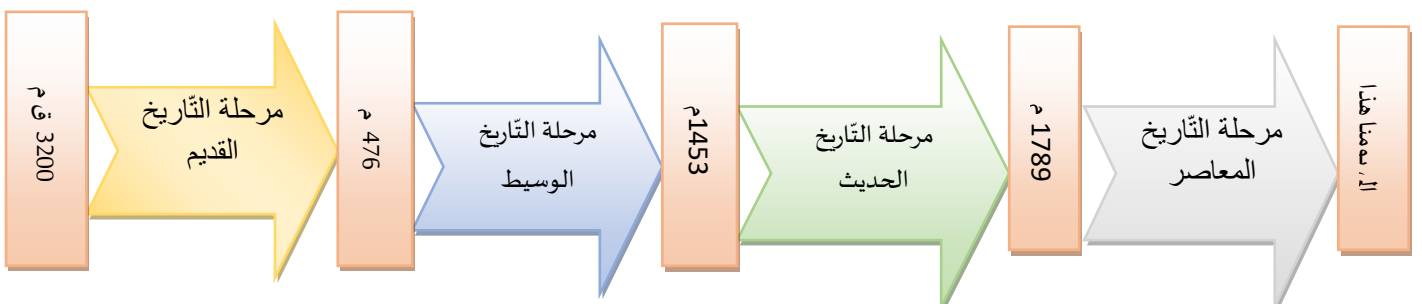 3200 ق م
مرحلة التّاريخ
القديم
476 م
مرحلة التّاريخ
الوسيط
1453م
مرحلة التّاريخ
الحديث
1789 م
مرحلة التّاريخ
المعاصر
الى يومنا هذا